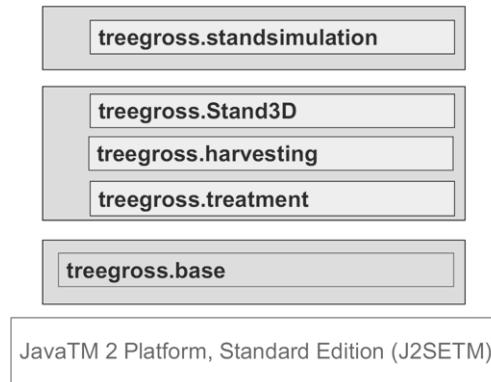 treegross.standsimulation
treegross.Stand3D
treegross.harvesting
treegross.treatment
treegross.base
JavaTM 2 Platform, Standard Edition (J2SETM)